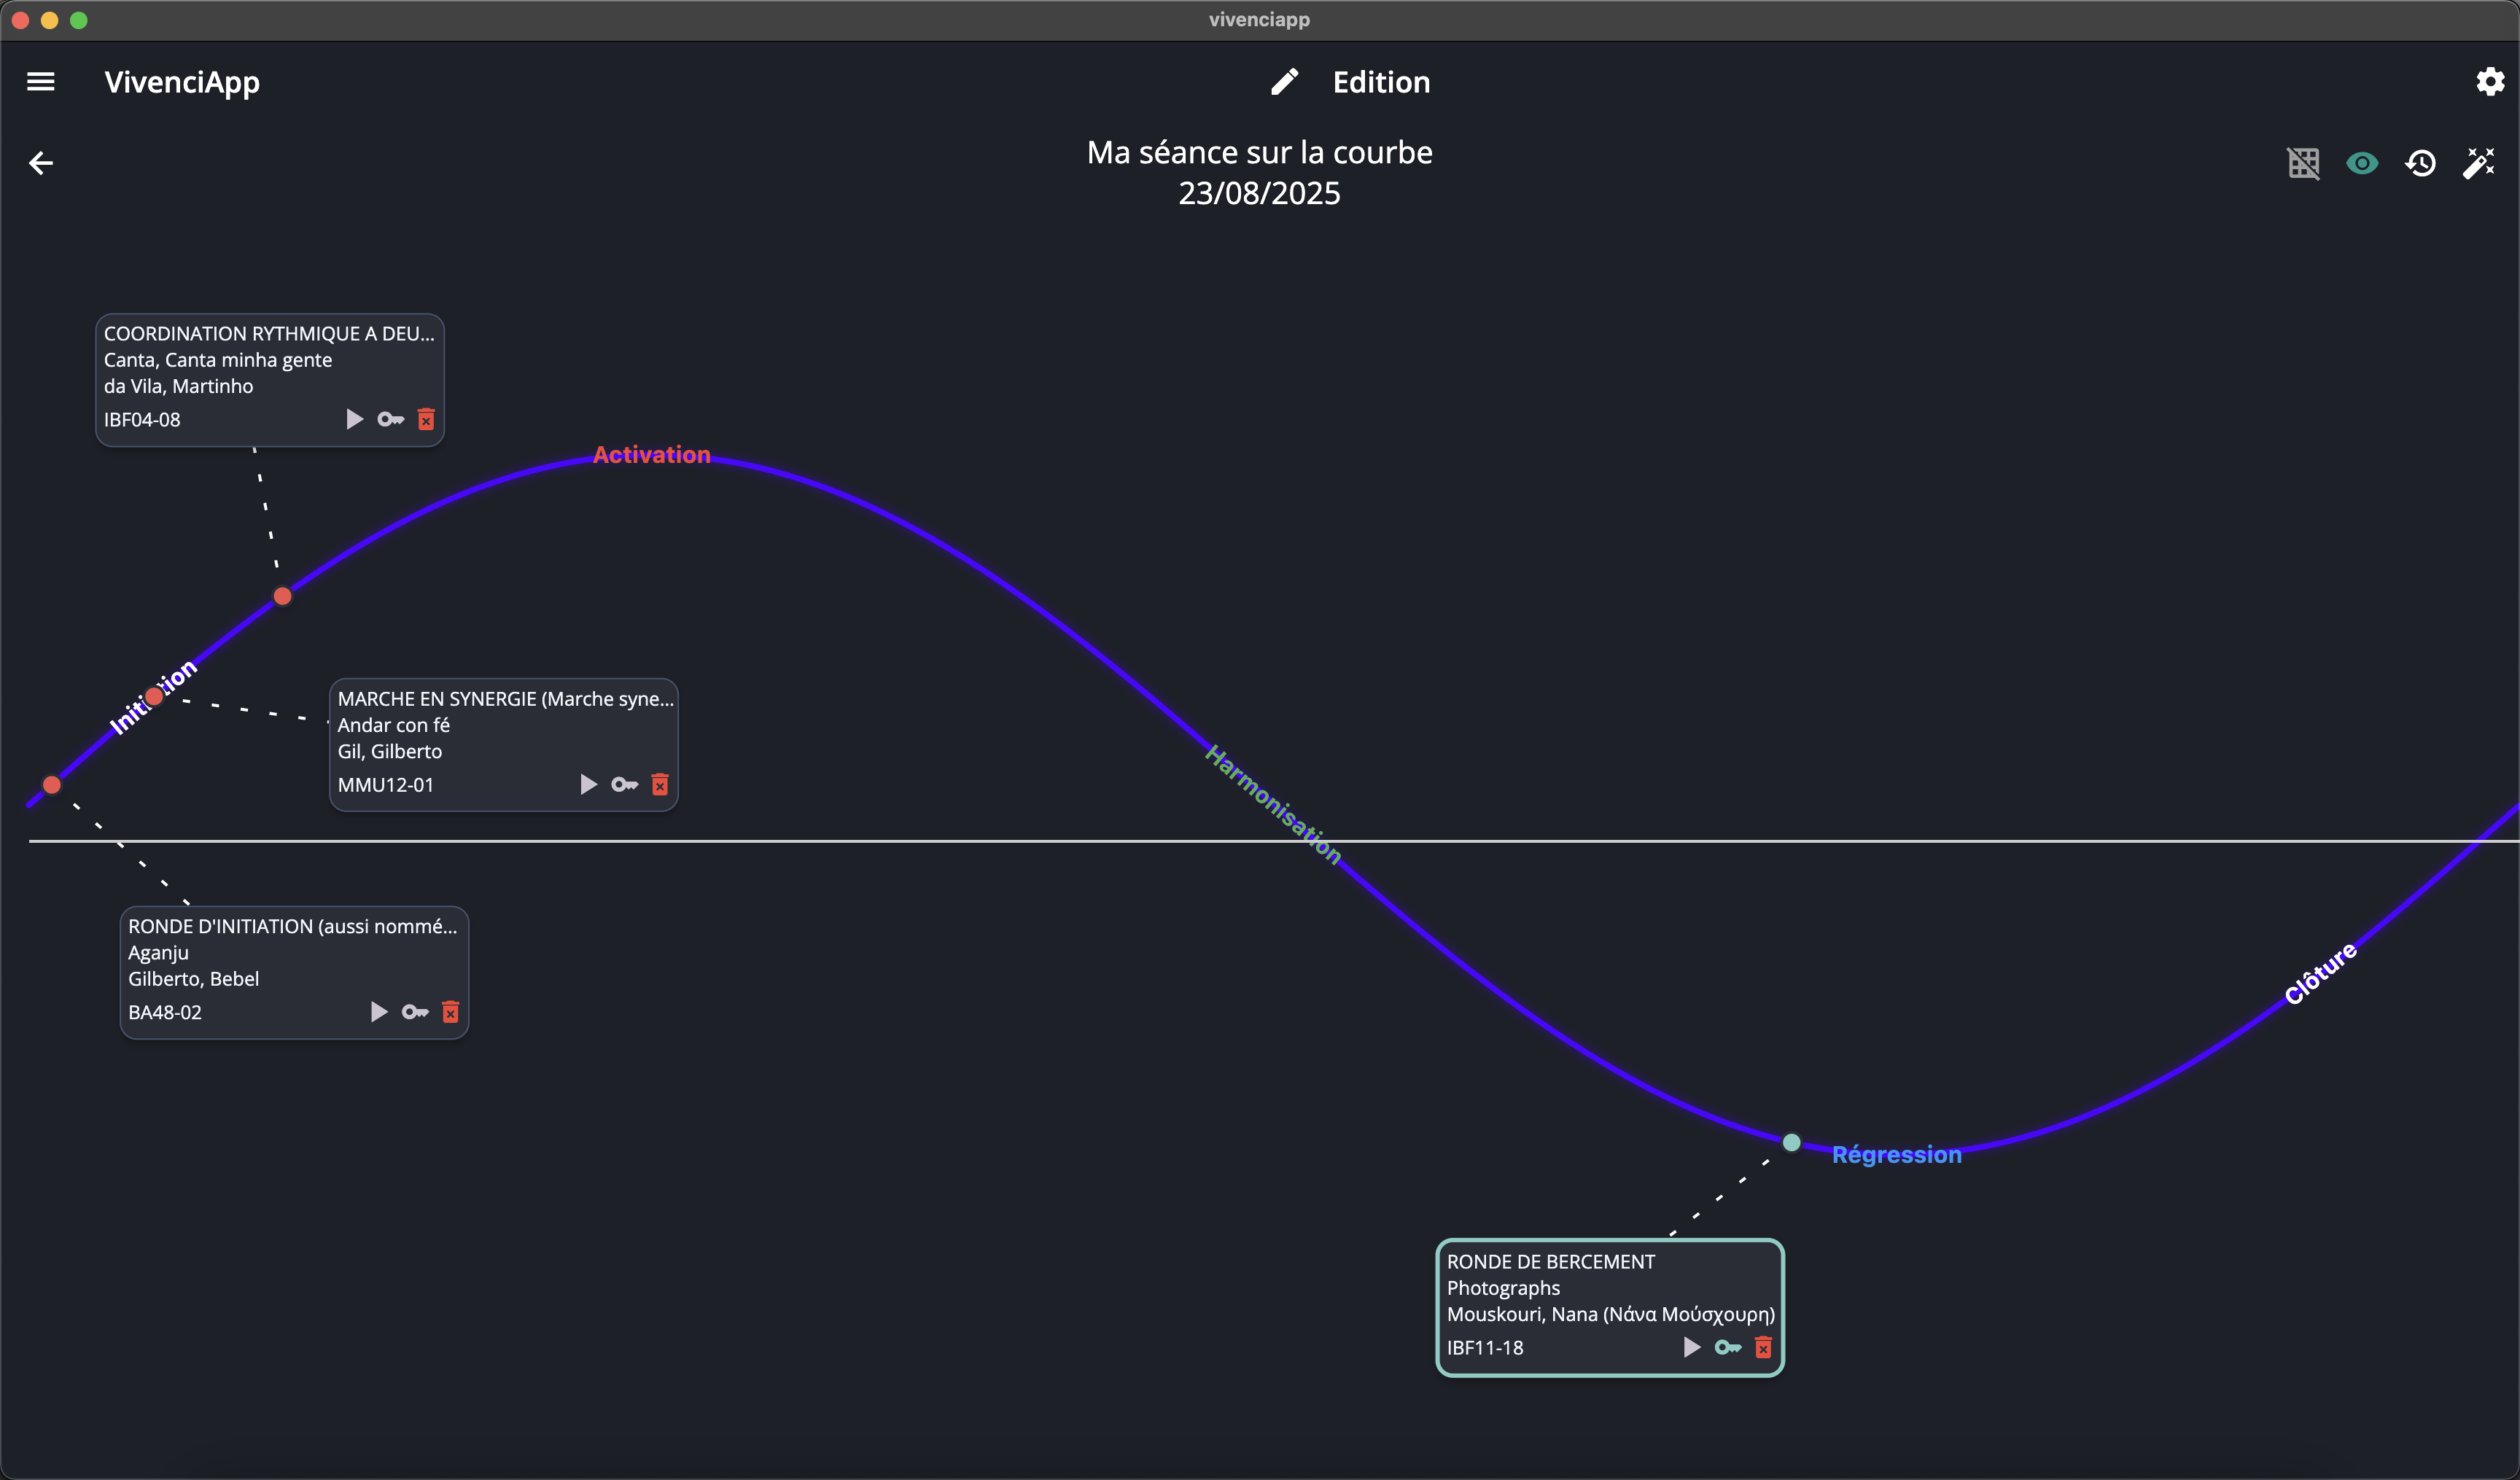 vivenciapp
VivenciApp
Edition
Ma séance sur la courbe
23/08/2025
COORDINATION RYTHMIQUE A DEU...
Canta, Canta minha gente
da Vila, Martinho
IBF04-08
Activation
Initiation
MARCHE EN SYNERGIE (Marche syne...
Andar con fé
Gil, Gilberto
MMU12-01
Harmonisation
RONDE D'INITIATION (aussi nommé...
Aganju
Gilberto, Bebel
BA48-02
Clôture
Régression
RONDE DE BERCEMENT
Photographs
Mouskouri, Nana (Νάνα Μούσχουρη)
IBF11-18